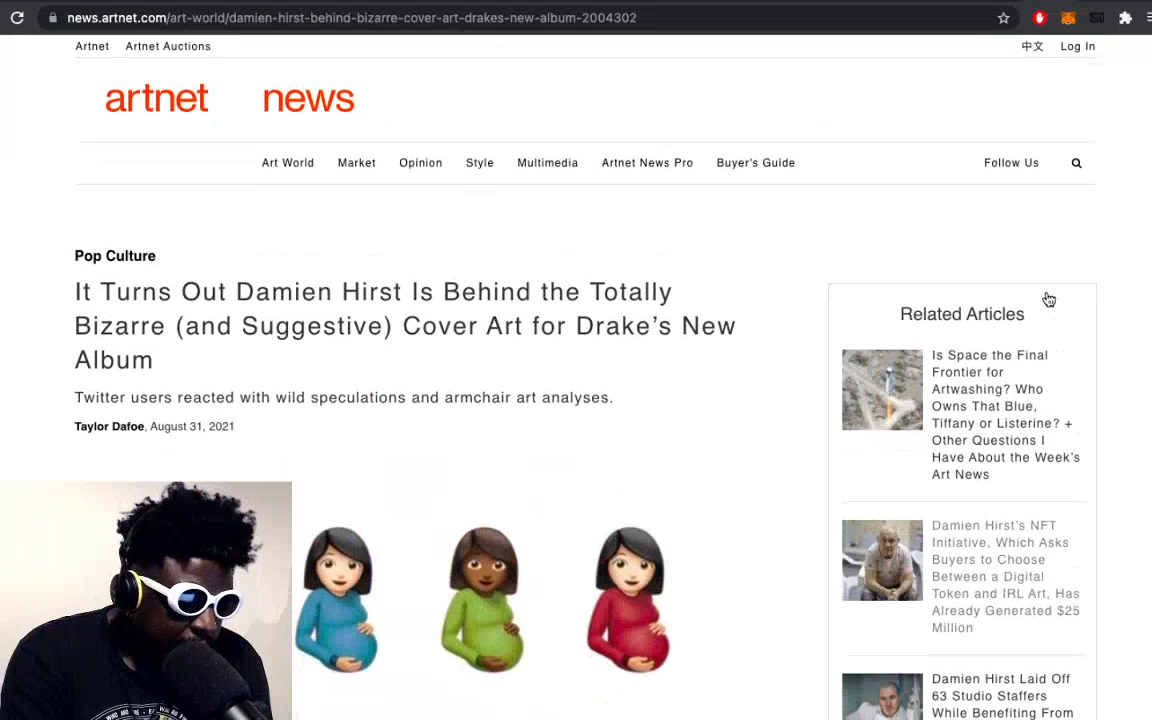 news.artnet.com/art-world/damien-hirst-behind-bizarre-cover-art-drakes-new-album-2004302
Artnet Artnet Auctions 中文 Log In
artnet news
Art World Market Opinion Style Multimedia Artnet News Pro Buyer's Guide Follow Us
Pop Culture
It Turns Out Damien Hirst Is Behind the Totally
Bizarre (and Suggestive) Cover Art for Drake's New
Album
Twitter users reacted with wild speculations and armchair art analyses.
Taylor Dafoe, August 31, 2021
Related Articles
Is Space the Final
Frontier for
Artwashing? Who
Owns That Blue,
Tiffany or Listerine? +
Other Questions I
Have About the Week's
Art News
Damien Hirst's NFT
Initiative, Which Asks
Buyers to Choose
Between a Digital
Token and IRL Art, Has
Already Generated $25
Million
Damien Hirst Laid Off
63 Studio Staffers
While Benefiting From